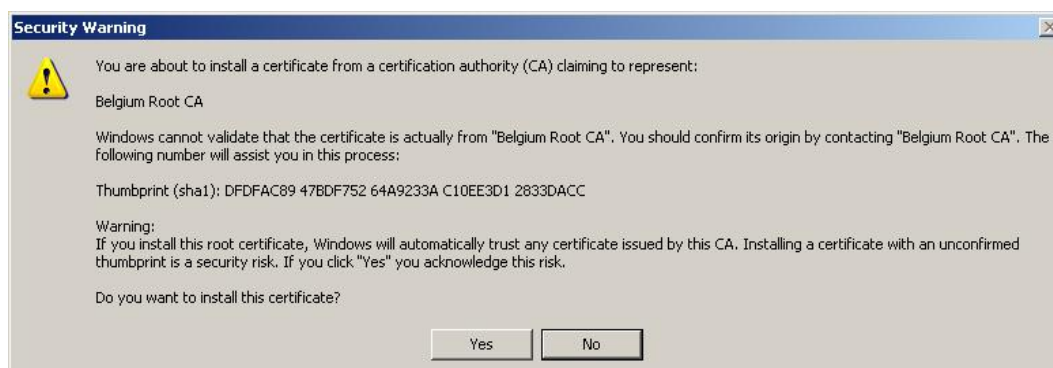 Security Warning
You are about to install a certificate from a certification authority (CA) claiming to represent:
Belgium Root CA
Windows cannot validate that the certificate is actually from "Belgium Root CA". You should confirm its origin by contacting "Belgium Root CA". The
following number will assist you in this process:
Thumbprint (sha1): DFDFAC89 47BDF752 64A9233A C10EE3D1 2833DACC
Warning:
If you install this root certificate, Windows will automatically trust any certificate issued by this CA. Installing a certificate with an unconfirmed
thumbprint is a security risk. If you click "Yes" you acknowledge this risk.
Do you want to install this certificate?
Yes No